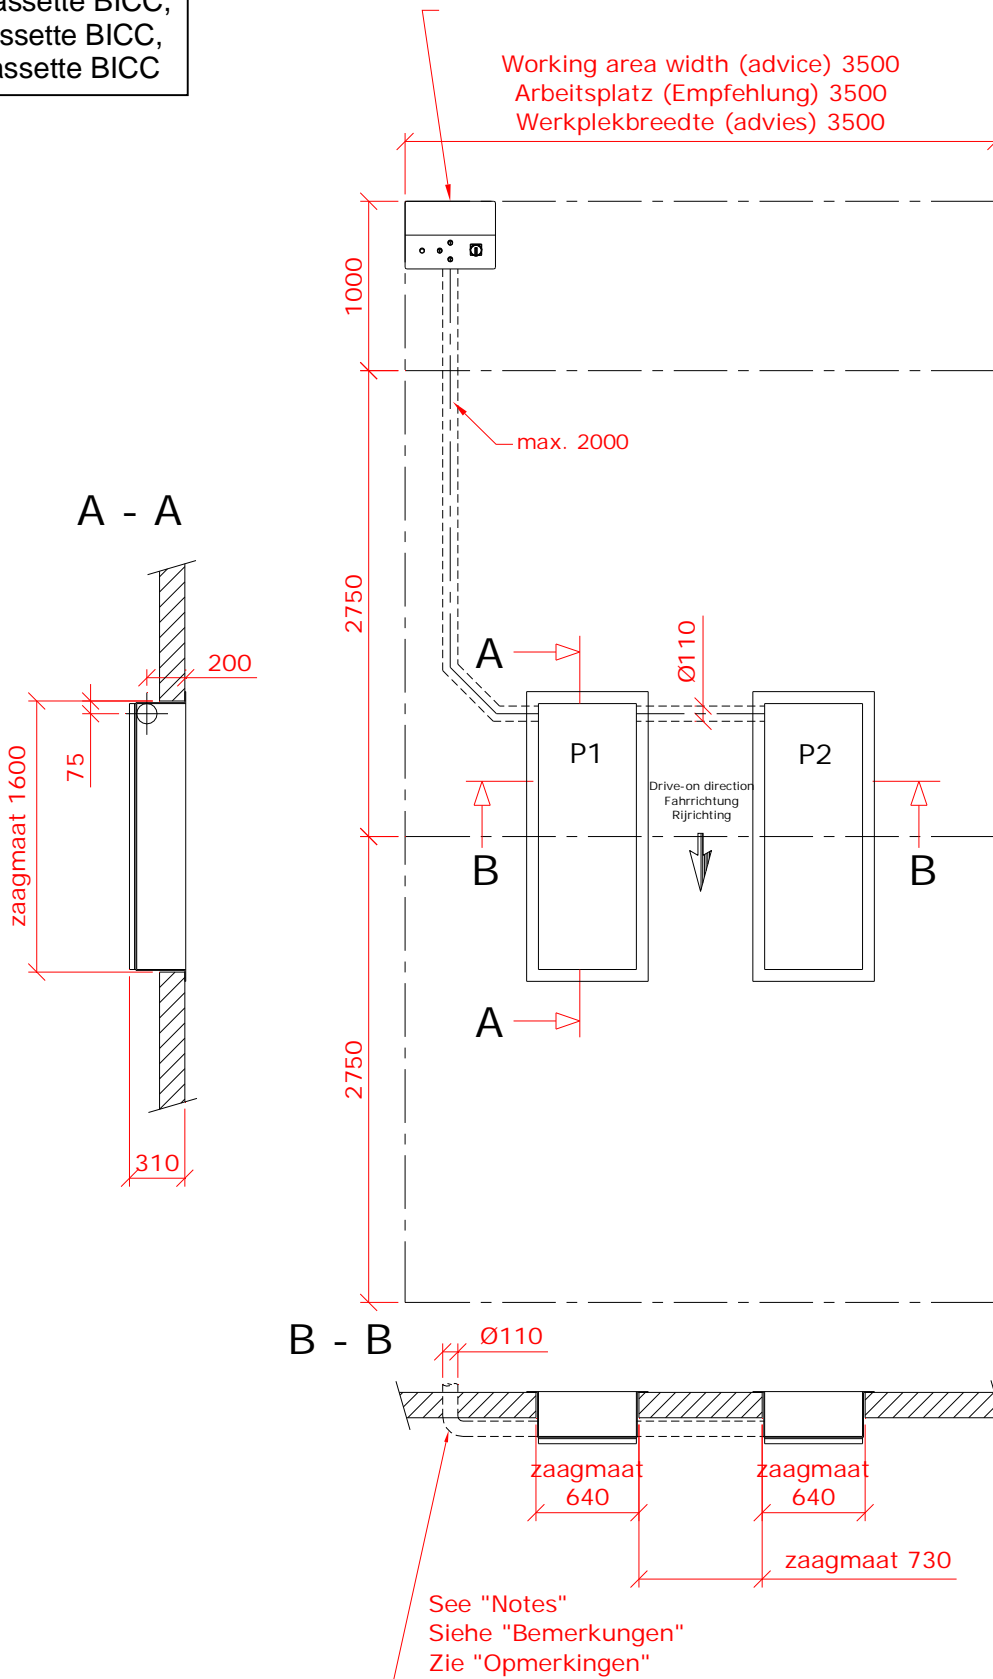 assette BICC,
ssette BICC,
assette BICC
Working area width (advice) 3500
Arbeitsplatz (Empfehlung) 3500
Werkplekbreedte (advies) 3500
1000
max. 2000
A - A
2750
200
75
zaagmaat 1600
310
A
Ø110
P1
P2
Drive-on direction
Fahrrichtung
Rijrichting
B
B
A
2750
B - B
Ø110
zaagmaat
640
zaagmaat
640
zaagmaat 730
See "Notes"
Siehe "Bemerkungen"
Zie "Opmerkingen"